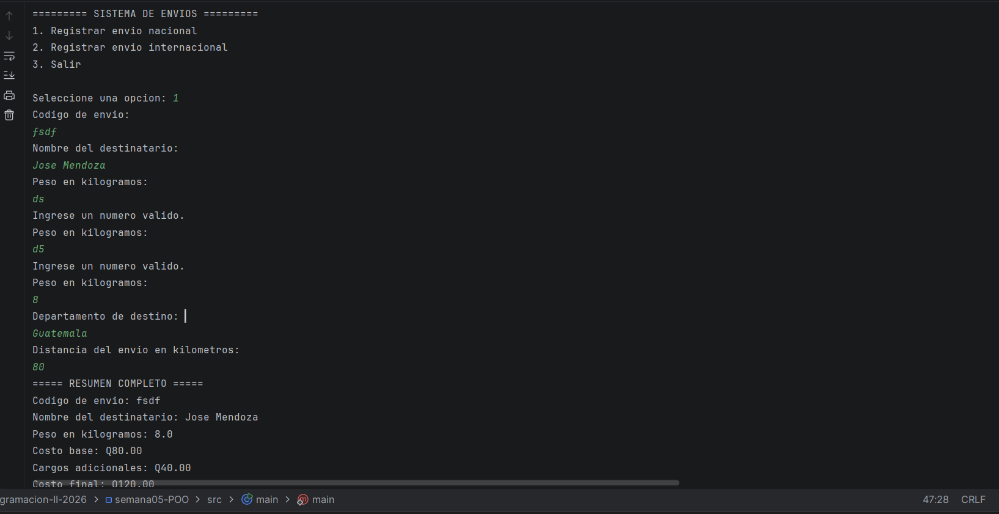 ========= SISTEMA DE ENVIOS =========
1. Registrar envio nacional
2. Registrar envio internacional
3. Salir
Seleccione una opcion: 1
Codigo de envio:
fsdf
Nombre del destinatario:
Jose Mendoza
Peso en kilogramos:
ds
Ingrese un numero valido.
Peso en kilogramos:
d5
Ingrese un numero valido.
Peso en kilogramos:
8
Departamento de destino:
Guatemala
Distancia del envio en kilometros:
80
===== RESUMEN COMPLETO =====
Codigo de envio: fsdf
Nombre del destinatario: Jose Mendoza
Peso en kilogramos: 8.0
Costo base: Q80.00
Cargos adicionales: Q40.00
Costo final: Q120.00
gramacion-II-2026 > semana05-POO > src > main > main 47:28 CRLF